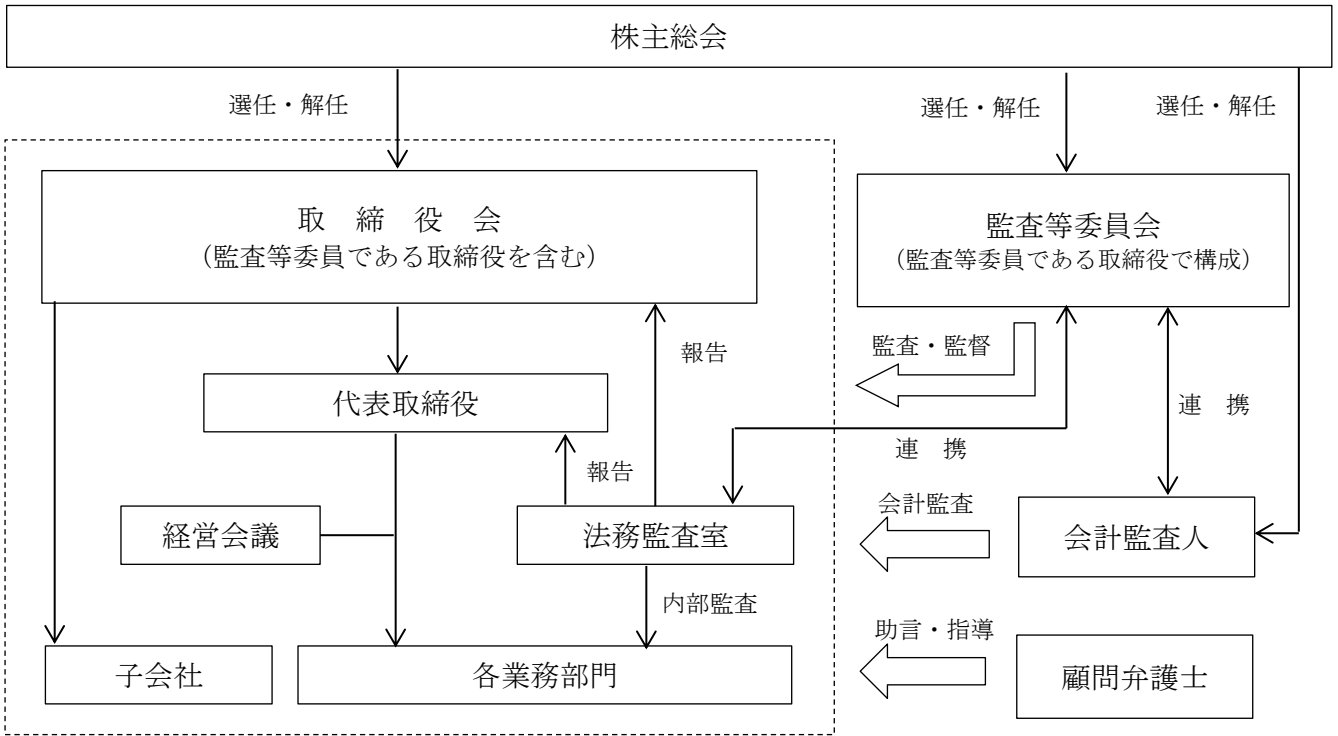 株主総会
選任・解任
選任・解任
選任・解任
取　締　役　会
（監査等委員である取締役を含む）
監査等委員会
（監査等委員である取締役で構成）
監査・監督
報告
代表取締役
連　携
連　携
報告
会計監査
経営会議
法務監査室
会計監査人
内部監査
助言・指導
子会社
各業務部門
顧問弁護士